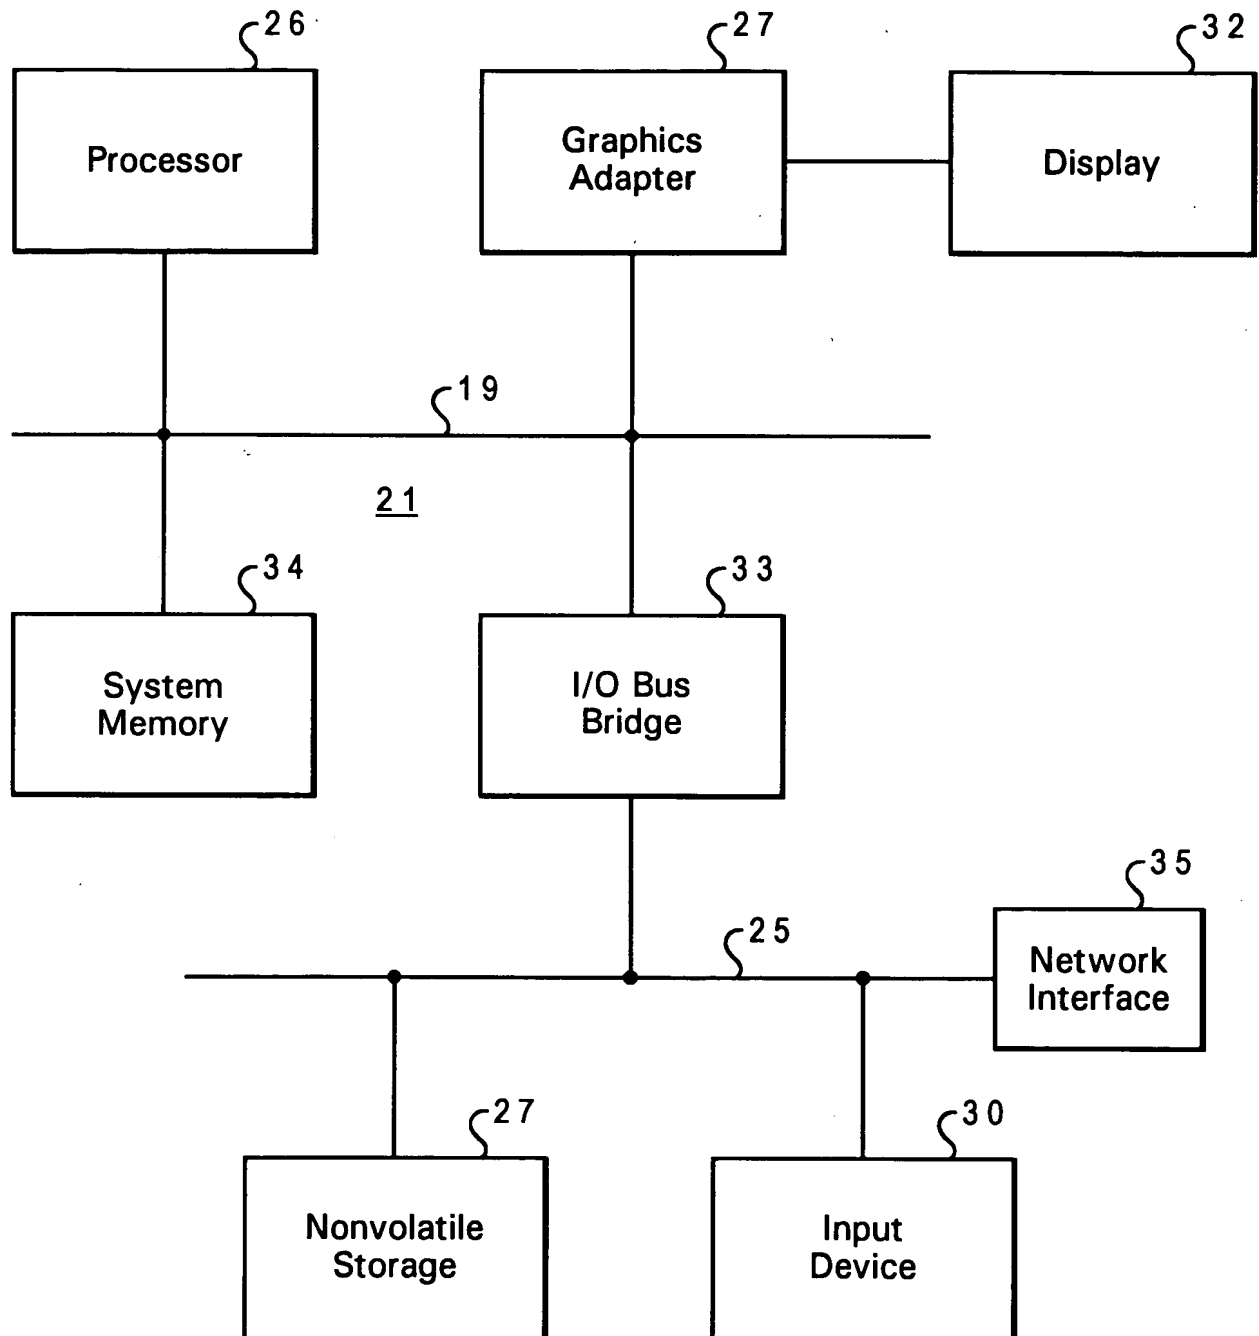 26
27
32
Processor
Graphics
Adapter
Display
19
21
34
33
System
Memory
I/O Bus
Bridge
35
25
Network
Interface
27
30
Nonvolatile
Storage
Input
Device